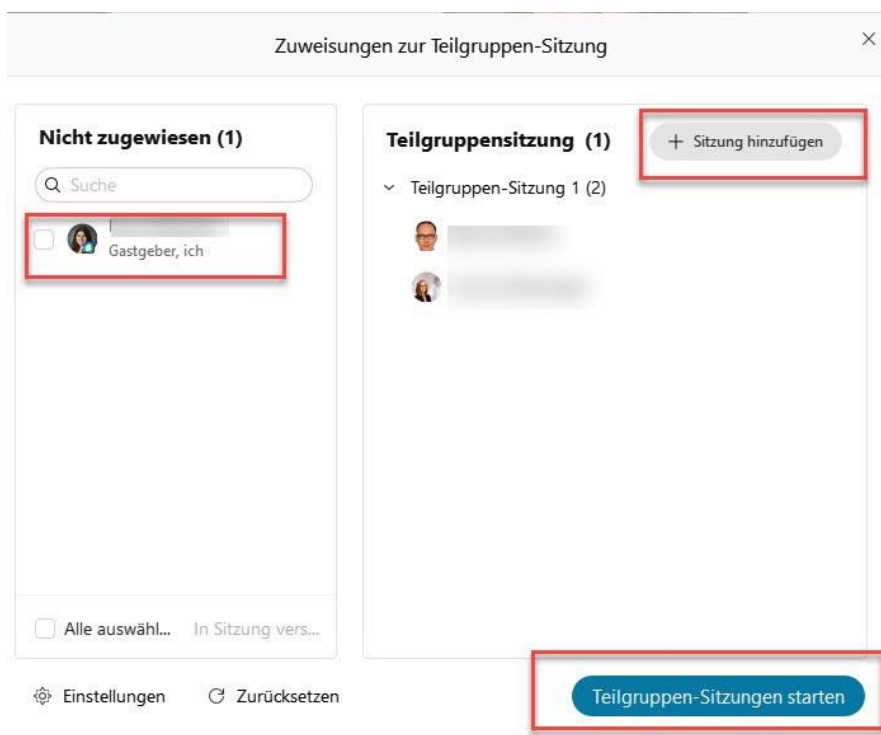 Zuweisungen zur Teilgruppen-Sitzung
Nicht zugewiesen (1)
Suche
Gastgeber, ich
Alle auswähl... In Sitzung vers...
Teilgruppensitzung (1)
+ Sitzung hinzufügen
Teilgruppen-Sitzung 1 (2)
Einstellungen
Zurücksetzen
Teilgruppen-Sitzungen starten